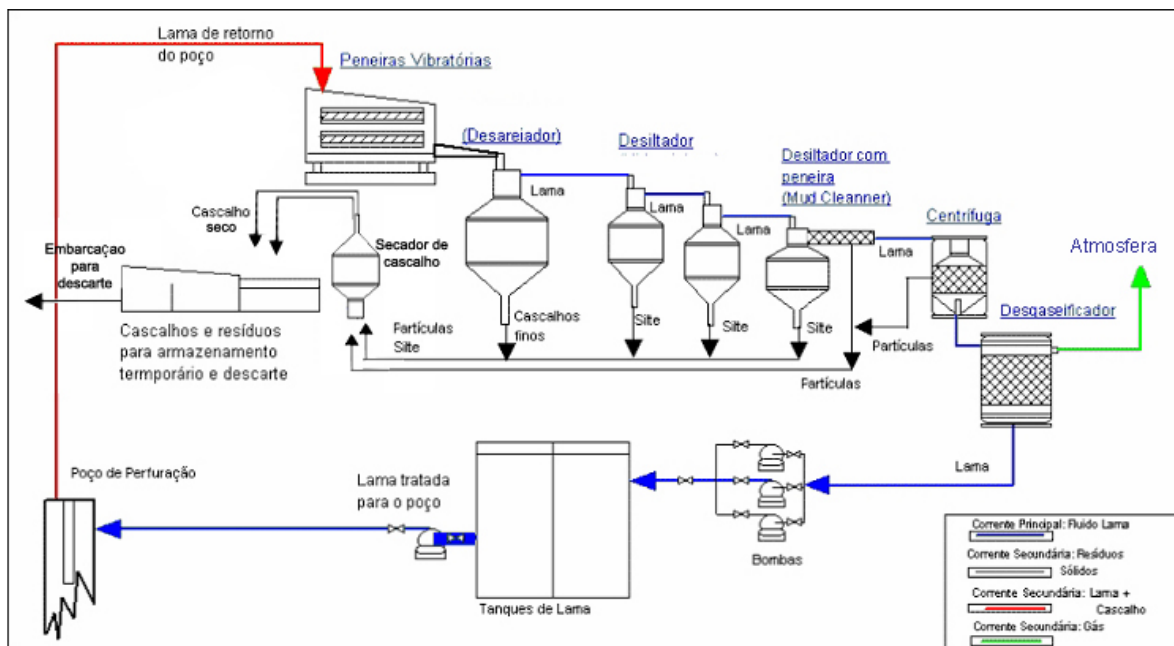 Lama de retorno
do poço
Peneiras Vibratórias
(Desareiador)
Desiltador
Desiltador com
peneira
(Mud Cleanner)
Centrífuga
Atmosfera
Desgaseificador
Lama
Lama
Lama
Lama
Lama
Cascalho
seco
Secador de
cascalho
Embarcaçao
para
descarte
Cascalhos e resíduos
para armazenamento
termporário e descarte
Partículas
Silte
Cascalhos
finos
Silte
Silte
Silte
Partículas
Partículas
Lama
Poço de Perfuração
Lama tratada
para o poço
Tanques de Lama
Bombas
Corrente Principal: Fluido Lama
Corrente Secundária: Resíduos
Sólidos
Corrente Secundária: Lama +
Cascalho
Corrente Secundária: Gás